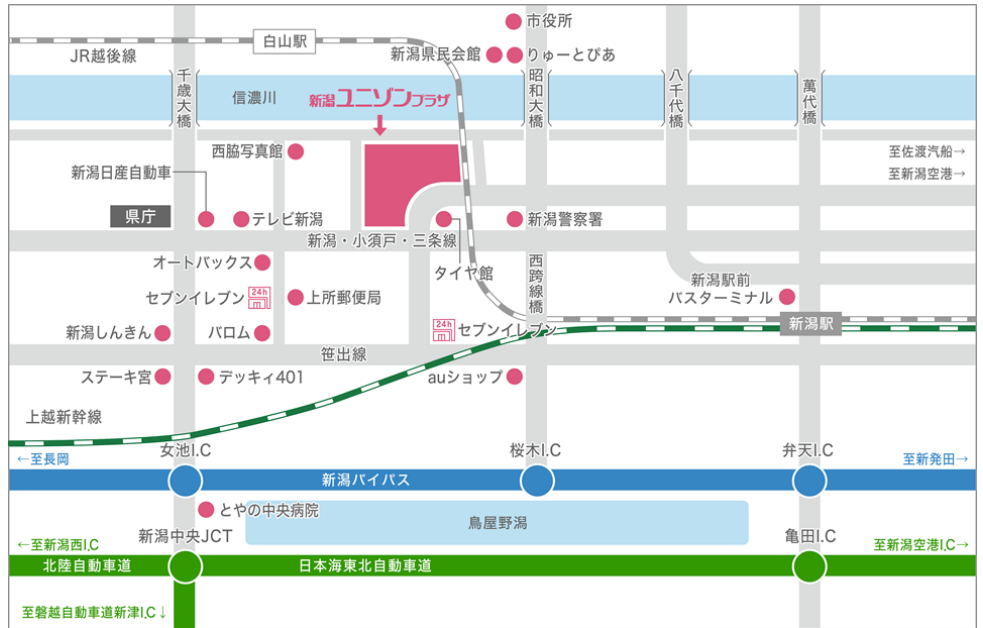 市役所
白山駅
新潟県民会館
りゅーとぴあ
JR越後線
千歳大橋
信濃川
新潟ユニゾンプラザ
昭和大橋
八千代橋
萬代橋
西脇写真館
至佐渡汽船→
新潟日産自動車
至新潟空港→
県庁
テレビ新潟
新潟警察署
新潟・小須戸・三条線
オートバックス
タイヤ館
西跨線橋
新潟駅前
バスターミナル
セブンイレブン
24h
上所郵便局
新潟しんきん
バロム
24h
セブンイレブン
新潟駅
笹出線
ステーキ宮
デッキィ401
auショップ
上越新幹線
女池I.C
桜木I.C
弁天I.C
←至長岡
至新発田→
新潟バイパス
とやの中央病院
鳥屋野潟
新潟中央JCT
亀田I.C
←至新潟西I,C
至新潟空港I,C→
北陸自動車道
日本海東北自動車道
至磐越自動車道新津I,C↓